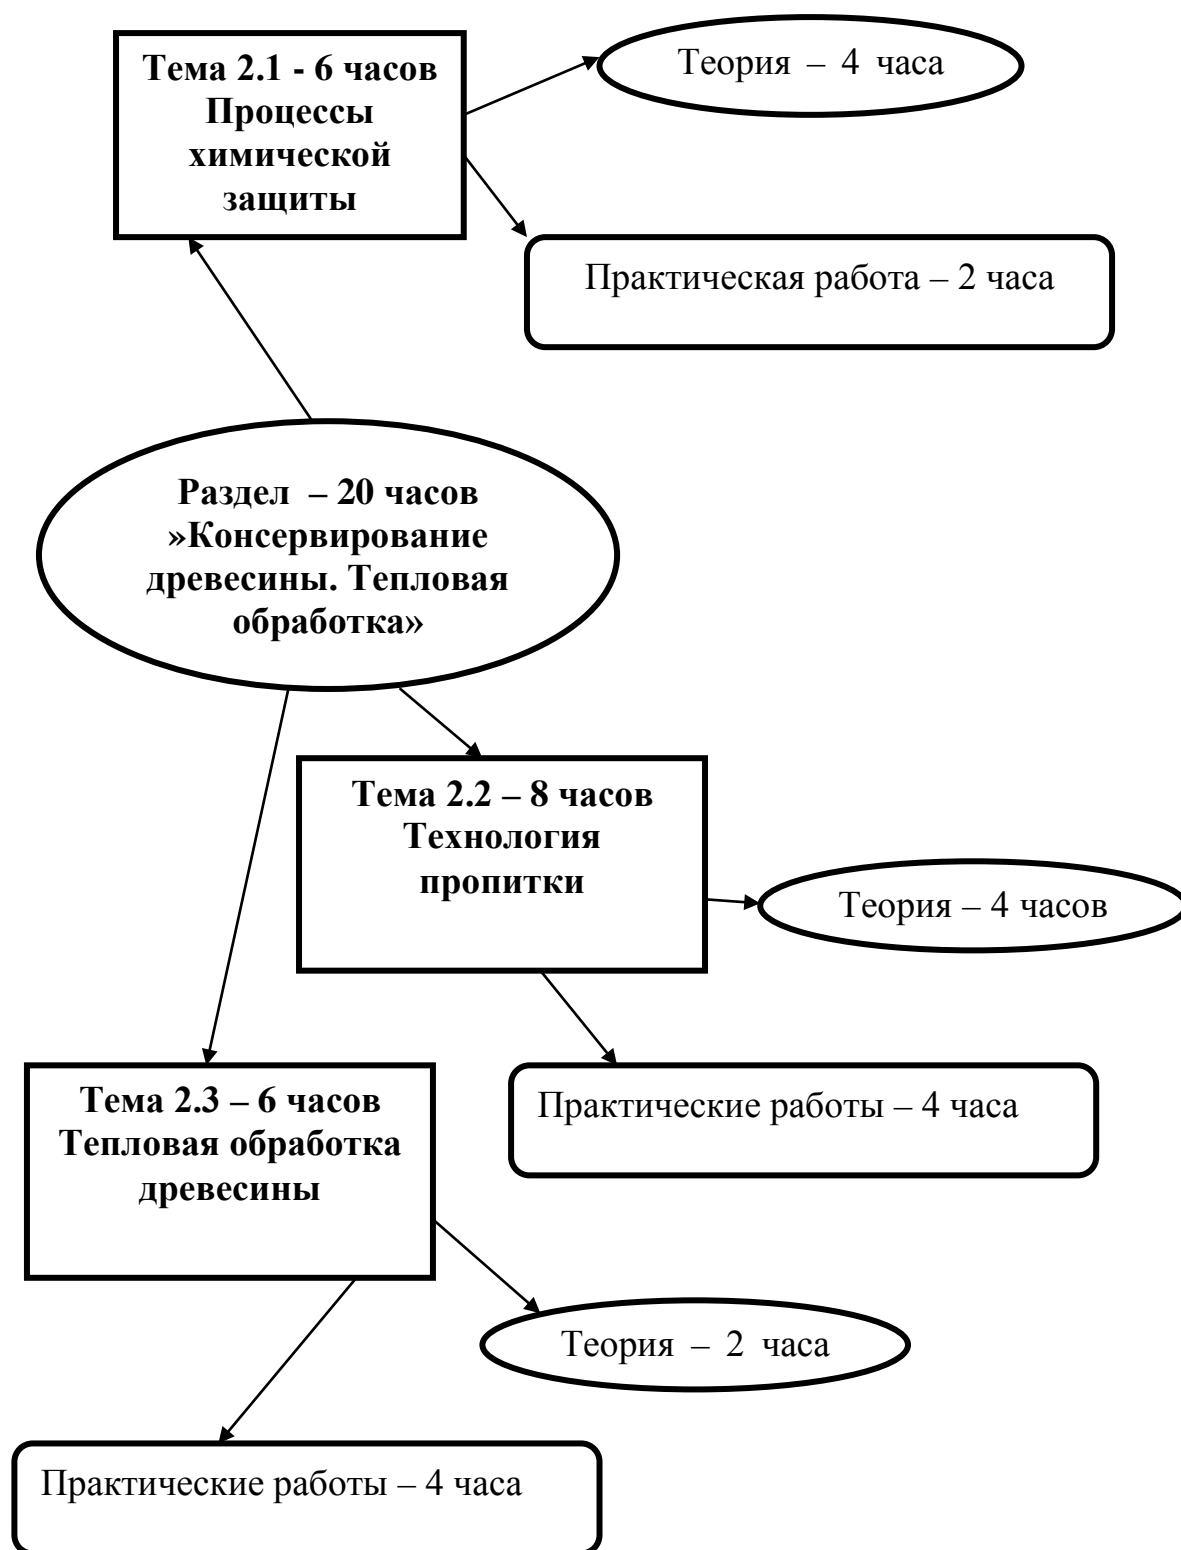 Тема 2.1 - 6 часов
Процессы
химической
защиты
Теория – 4 часа
Практическая работа – 2 часа
Раздел – 20 часов
»Консервирование
древесины. Тепловая
обработка»
Тема 2.2 – 8 часов
Технология
пропитки
Теория – 4 часов
Практические работы – 4 часа
Тема 2.3 – 6 часов
Тепловая обработка
древесины
Теория – 2 часа
Практические работы – 4 часа